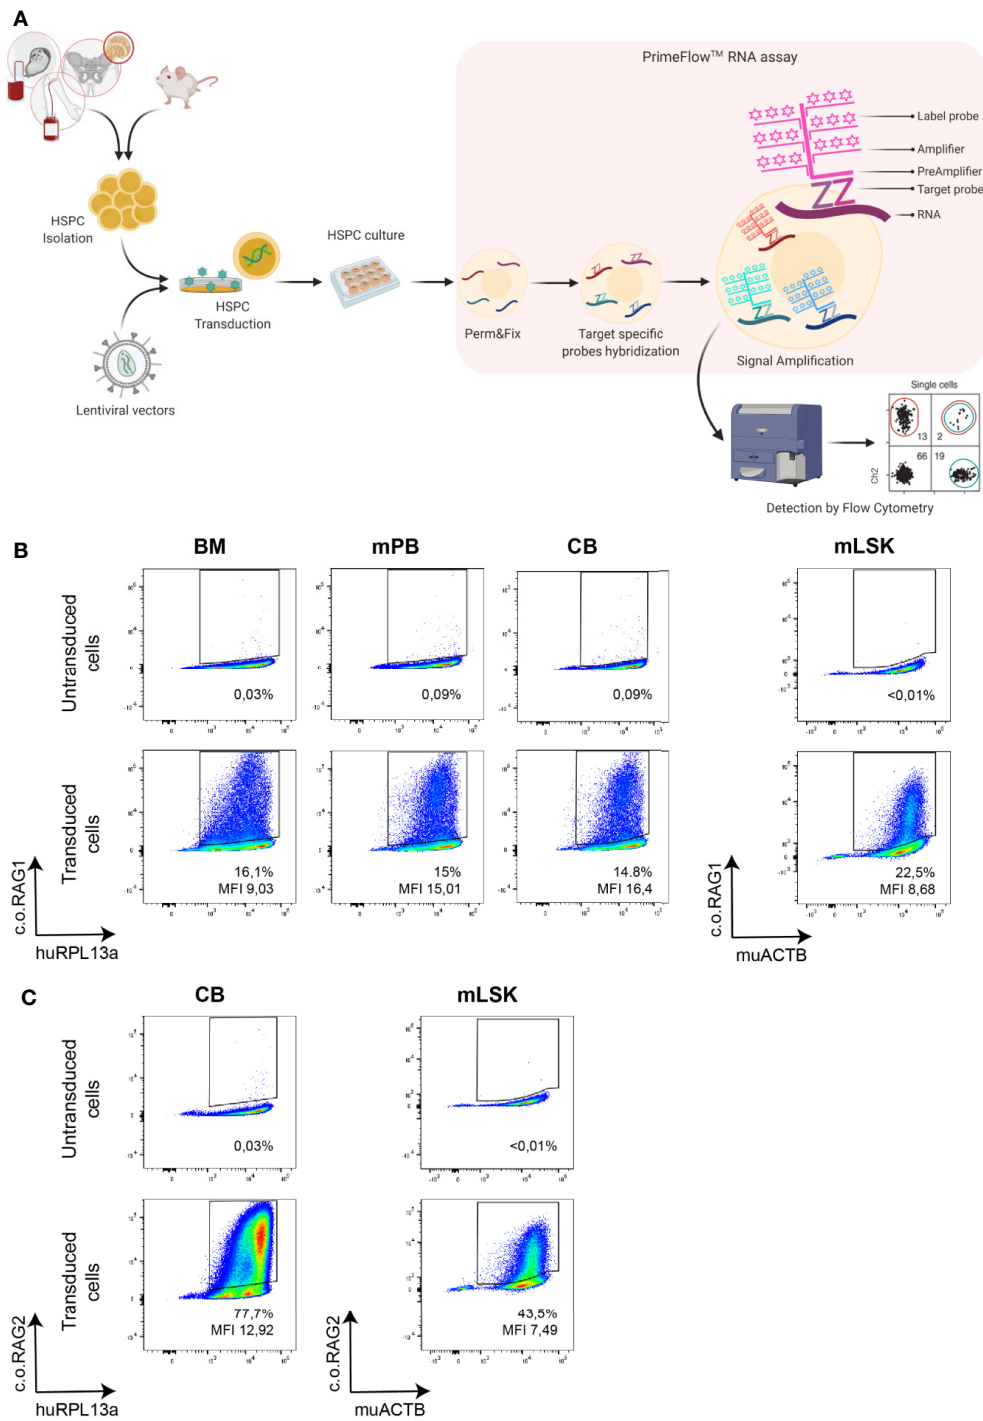 A
PrimeFlow™ RNA assay
Label probe
Amplifier
PreAmplifier
Target probe
RNA
HSPC
Isolation
HSPC culture
HSPC
Transduction
Perm&Fix
Target specific
probes hybridization
Signal Amplification
Lentiviral vectors
Single cells
13 2
66 19
Ch2
Detection by Flow Cytometry
B
BM mPB CB mLSK
Untransduced
cells
0,03% 0,09% 0,09% <0,01%
Transduced
cells
16,1% 15% 14.8% 22,5%
MFI 9,03 MFI 15,01 MFI 16,4 MFI 8,68
c.o.RAG1
huRPL13a
c.o.RAG1
muACTB
C
CB mLSK
Untransduced
cells
0,03% <0,01%
Transduced
cells
77,7% 43,5%
MFI 12,92 MFI 7,49
c.o.RAG2
huRPL13a
c.o.RAG2
muACTB